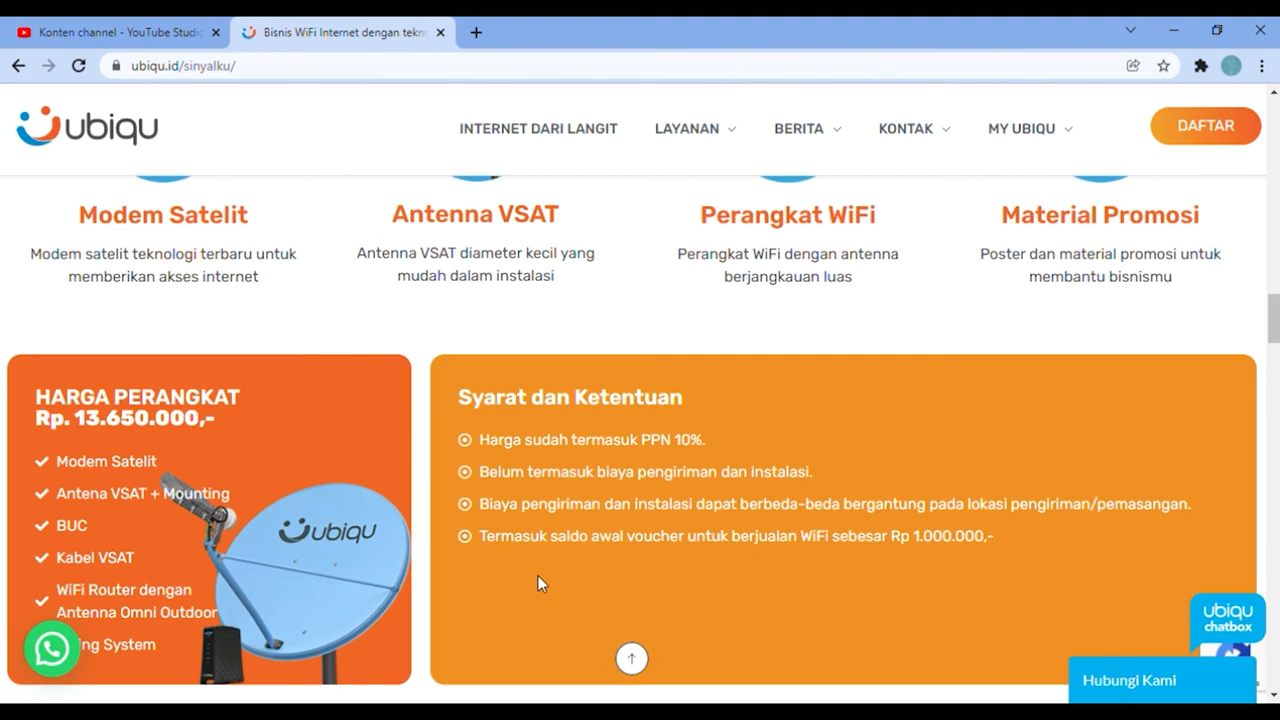 Konten channel - YouTube Studio
Bisnis WiFi Internet dengan tekno
ubiqu.id/sinyalku/
ubiqu
INTERNET DARI LANGIT
LAYANAN
BERITA
KONTAK
MY UBIQU
DAFTAR
Modem Satelit
Modem satelit teknologi terbaru untuk
memberikan akses internet
Antenna VSAT
Antenna VSAT diameter kecil yang
mudah dalam instalasi
Perangkat WiFi
Perangkat WiFi dengan antenna
berjangkauan luas
Material Promosi
Poster dan material promosi untuk
membantu bisnismu
HARGA PERANGKAT
Rp. 13.650.000,-
Modem Satelit
Antena VSAT + Mounting
BUC
Kabel VSAT
WiFi Router dengan
Antenna Omni Outdoor
ing System
ubiqu
Syarat dan Ketentuan
Harga sudah termasuk PPN 10%.
Belum termasuk biaya pengiriman dan instalasi.
Biaya pengiriman dan instalasi dapat berbeda-beda bergantung pada lokasi pengiriman/pemasangan.
Termasuk saldo awal voucher untuk berjualan WiFi sebesar Rp 1.000.000,-
ubiqu
chatbox
Hubungi Kami